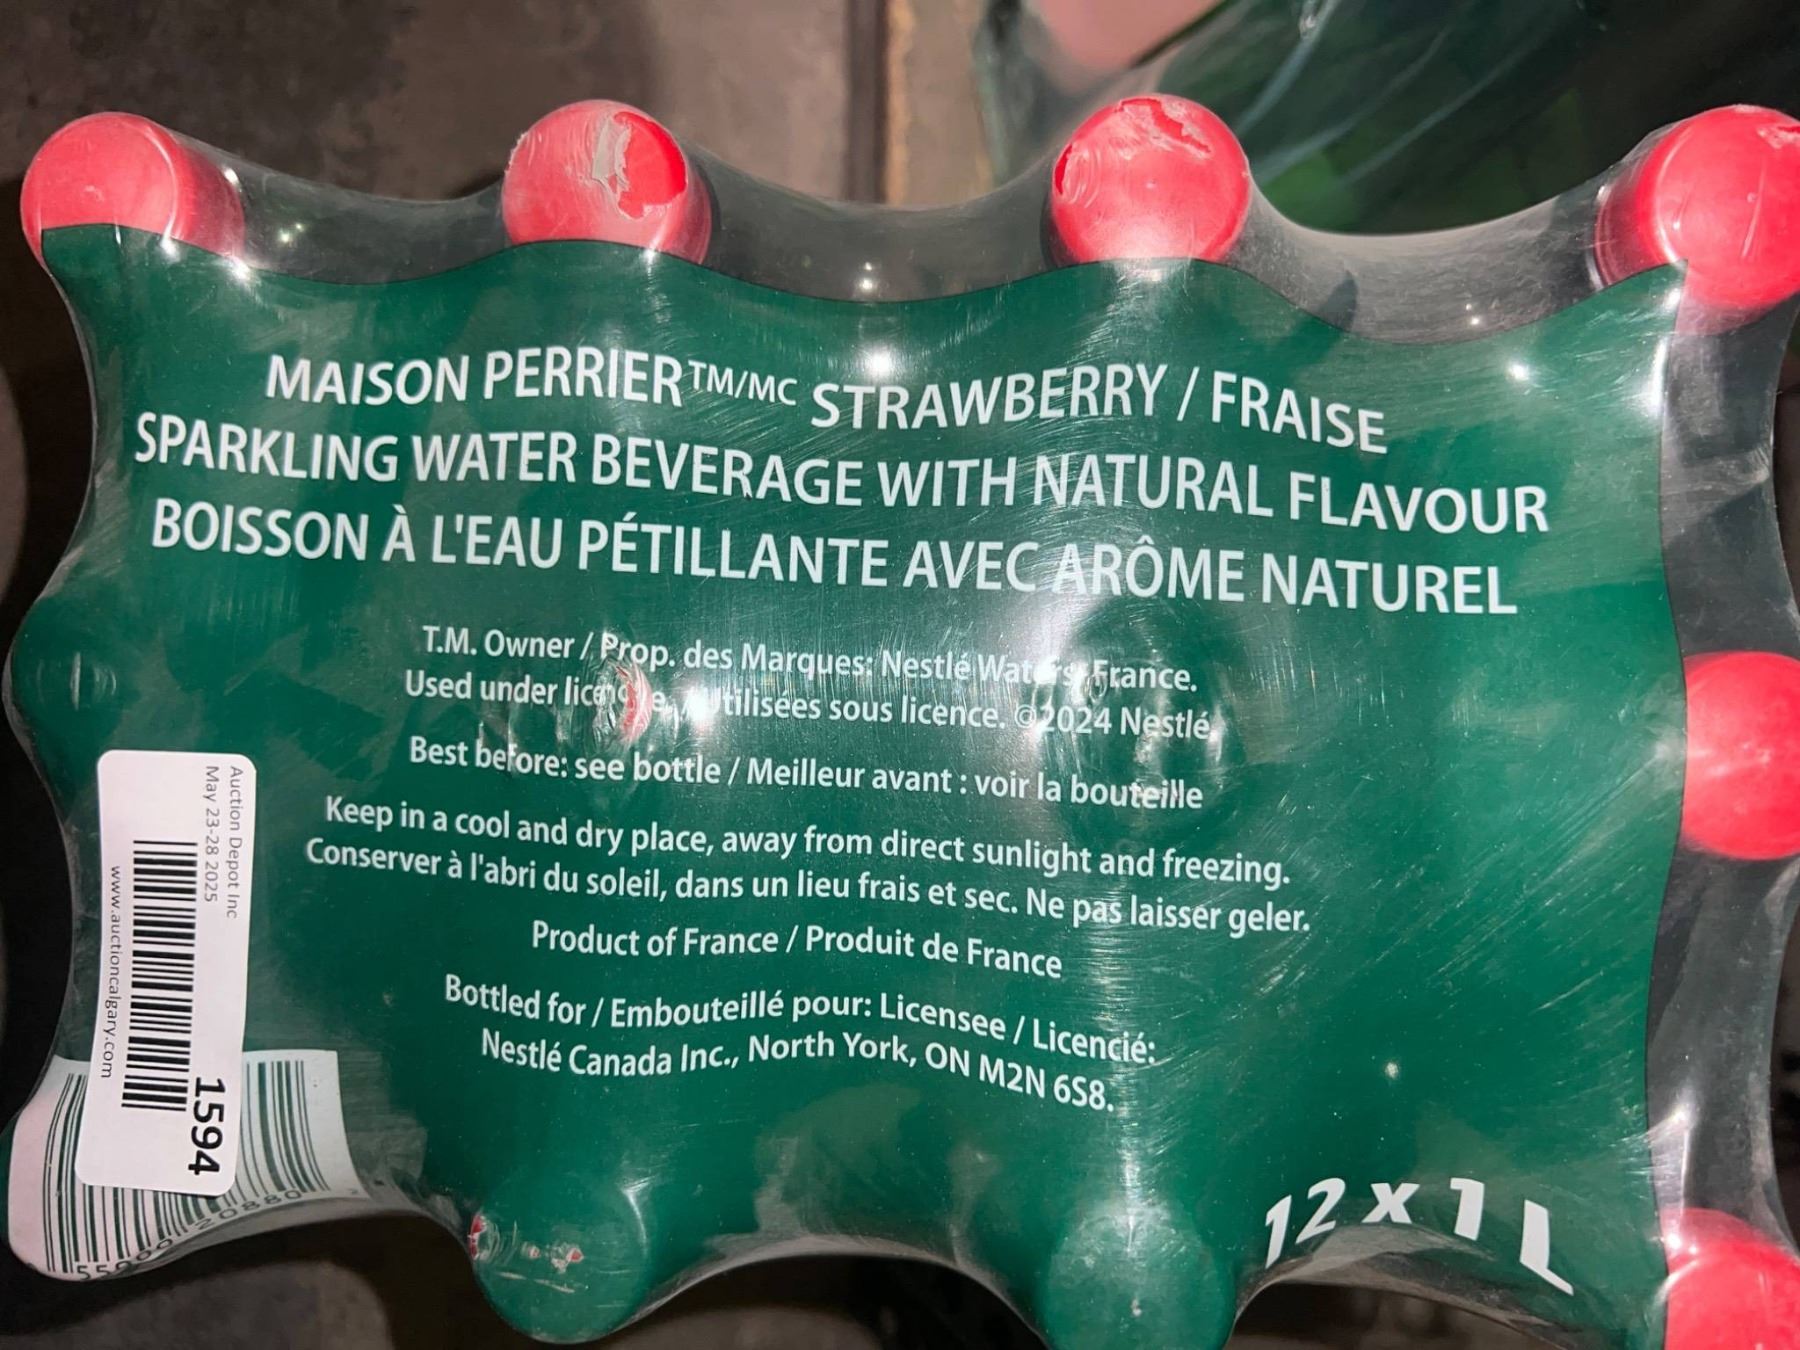 MAISON PERRIER™/MC STRAWBERRY / FRAISE
SPARKLING WATER BEVERAGE WITH NATURAL FLAVOUR
BOISSON À L'EAU PÉTILLANTE AVEC ARÔME NATUREL
T.M. Owner / Prop. des Marques: Nestlé Waters, France.
Used under licence. / Utilisées sous licence. ©2024 Nestlé
Best before: see bottle / Meilleur avant : voir la bouteille
Keep in a cool and dry place, away from direct sunlight and freezing.
Conserver à l'abri du soleil, dans un lieu frais et sec. Ne pas laisser geler.
Product of France / Produit de France
Bottled for / Embouteillé pour: Licensee / Licencié:
Nestlé Canada Inc., North York, ON M2N 6S8.
12 x 1 L
Auction Depot Inc
May 23-28 2025
www.auctioncalgary.com
1594